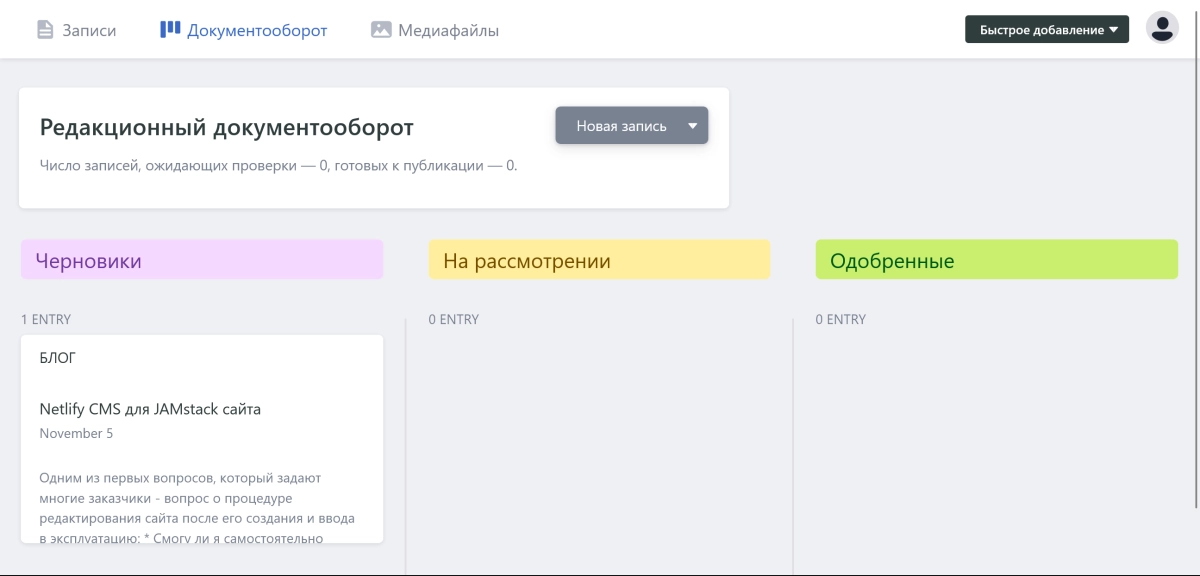 Записи
Документооборот
Медиафайлы
Быстрое добавление
Редакционный документооборот
Новая запись
Число записей, ожидающих проверки — 0, готовых к публикации — 0.
Черновики
На рассмотрении
Одобренные
1 ENTRY
0 ENTRY
0 ENTRY
БЛОГ
Netlify CMS для JAMstack сайта
November 5
Одним из первых вопросов, который задают
многие заказчики - вопрос о процедуре
редактирования сайта после его создания и ввода
в эксплуатацию: * Смогу ли я самостоятельно